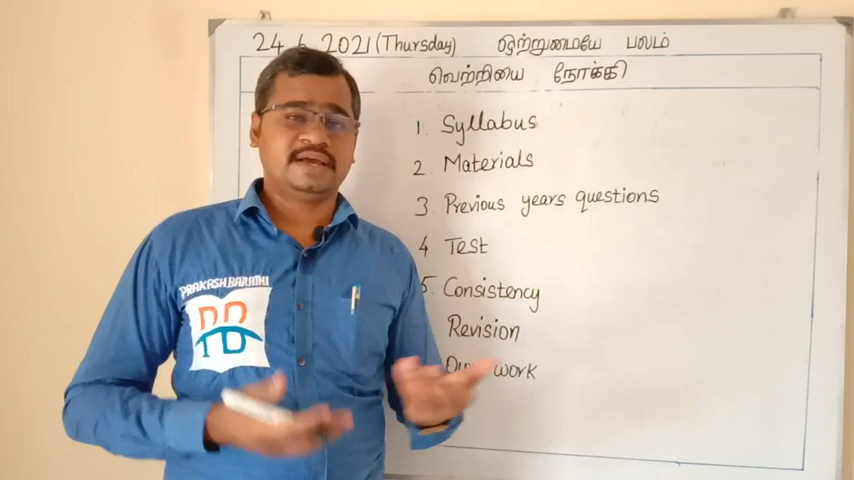 24 6 2021 (Thursday) ஒற்றுமையே பலம்
வெற்றியை நோக்கி
1. Syllabus
2. Materials
3. Previous years questions
4. Test
5. Consistency
Revision
work
PRAKASH BARATHI
PB